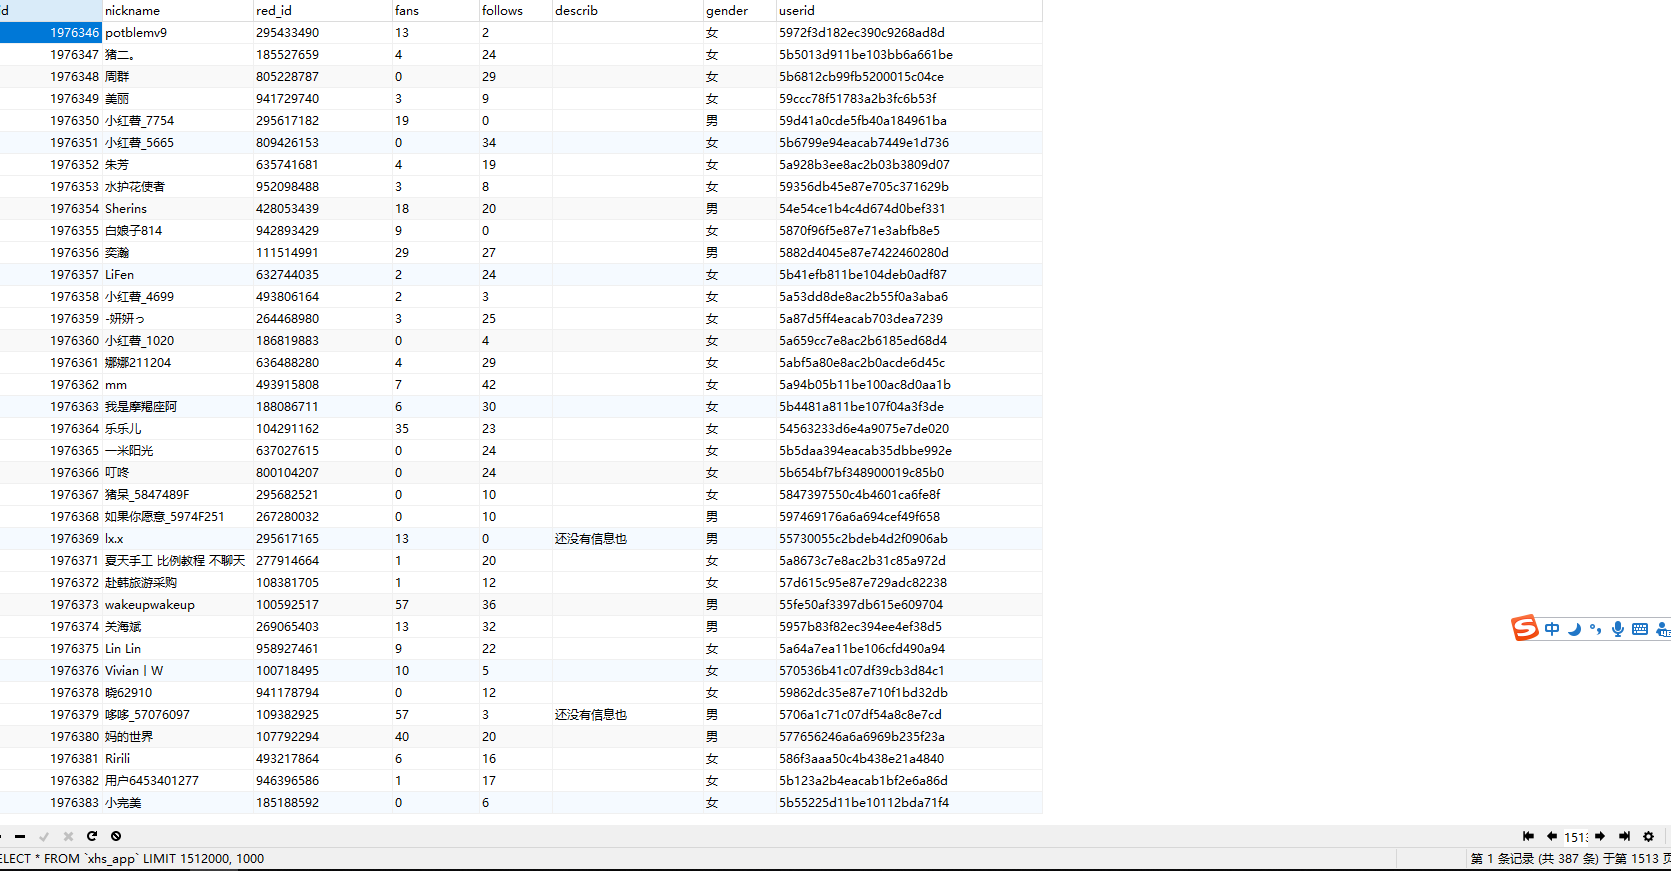 id nickname red_id fans follows describ gender userid
1976346 potblemv9 295433490 13 2 女 5972f3d182ec390c9268ad8d
1976347 猪二。 185527659 4 24 女 5b5013d911be103bb6a661be
1976348 周群 805228787 0 29 女 5b6812cb99fb5200015c04ce
1976349 美丽 941729740 3 9 女 59ccc78f51783a2b3fc6b53f
1976350 小红薯_7754 295617182 19 0 男 59d41a0cde5fb40a184961ba
1976351 小红薯_5665 809426153 0 34 女 5b6799e94eacab7449e1d736
1976352 朱芳 635741681 4 19 女 5a928b3ee8ac2b03b3809d07
1976353 水护花使者 952098488 3 8 女 59356db45e87e705c371629b
1976354 Sherins 428053439 18 20 男 54e54ce1b4c4d674d0bef331
1976355 白娘子814 942893429 9 0 女 5870f96f5e87e71e3abfb8e5
1976356 奕瀚 111514991 29 27 男 5882d4045e87e7422460280d
1976357 LiFen 632744035 2 24 女 5b41efb811be104deb0adf87
1976358 小红薯_4699 493806164 2 3 女 5a53dd8de8ac2b55f0a3aba6
1976359 -妍妍っ 264468980 3 25 女 5a87d5ff4eacab703dea7239
1976360 小红薯_1020 186819883 0 4 女 5a659cc7e8ac2b6185ed68d4
1976361 娜娜211204 636488280 4 29 女 5abf5a80e8ac2b0acde6d45c
1976362 mm 493915808 7 42 女 5a94b05b11be100ac8d0aa1b
1976363 我是摩羯座阿 188086711 6 30 女 5b4481a811be107f04a3f3de
1976364 乐乐儿 104291162 35 23 女 54563233d6e4a9075e7de020
1976365 一米阳光 637027615 0 24 女 5b5daa394eacab35dbbe992e
1976366 叮咚 800104207 0 24 女 5b654bf7bf348900019c85b0
1976367 猪呆_5847489F 295682521 0 10 女 5847397550c4b4601ca6fe8f
1976368 如果你愿意_5974F251 267280032 0 10 男 597469176a6a694cef49f658
1976369 lx.x 295617165 13 0 还没有信息也 男 55730055c2bdeb4d2f0906ab
1976371 夏天手工 比例教程 不聊天 277914664 1 20 女 5a8673c7e8ac2b31c85a972d
1976372 赴韩旅游采购 108381705 1 12 女 57d615c95e87e729adc82238
1976373 wakeupwakeup 100592517 57 36 男 55fe50af3397db615e609704
1976374 关海斌 269065403 13 32 男 5957b83f82ec394ee4ef38d5
1976375 Lin Lin 958927461 9 22 女 5a64a7ea11be106cfd490a94
1976376 Vivian丨W 100718495 10 5 女 570536b41c07df39cb3d84c1
1976378 晓62910 941178794 0 12 女 59862dc35e87e710f1bd32db
1976379 哆哆_57076097 109382925 57 3 还没有信息也 男 5706a1c71c07df54a8c8e7cd
1976380 妈的世界 107792294 40 20 男 577656246a6a6969b235f23a
1976381 Ririli 493217864 6 16 女 586f3aaa50c4b438e21a4840
1976382 用户6453401277 946396586 1 17 女 5b123a2b4eacab1bf2e6a86d
1976383 小完美 185188592 0 6 女 5b55225d11be10112bda71f4
中
1513
ELECT * FROM `xhs_app` LIMIT 1512000, 1000
第 1 条记录 (共 387 条) 于第 1513 页